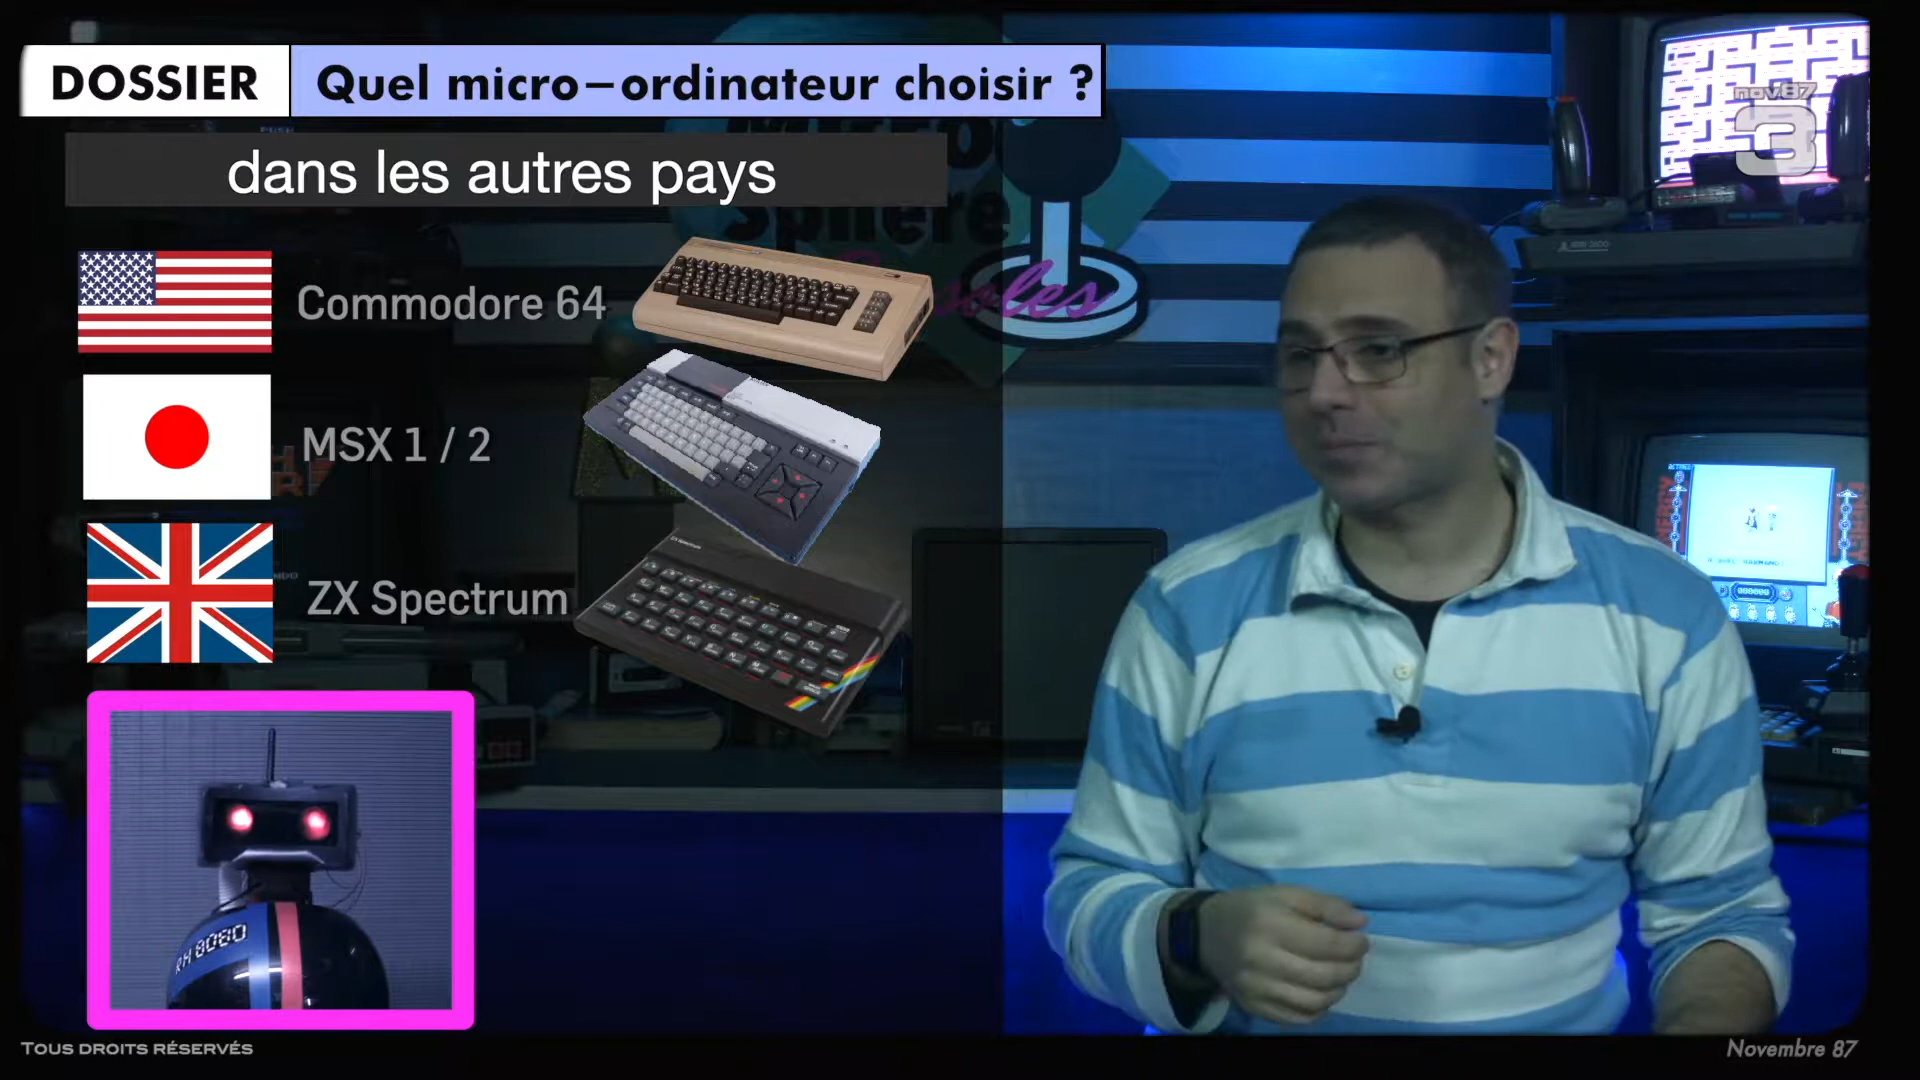 DOSSIER
Quel micro-ordinateur choisir ?
nov87
3
dans les autres pays
Commodore 64
MSX 1 / 2
ZX Spectrum
RH 8080
TOUS DROITS RÉSERVÉS
Novembre 87